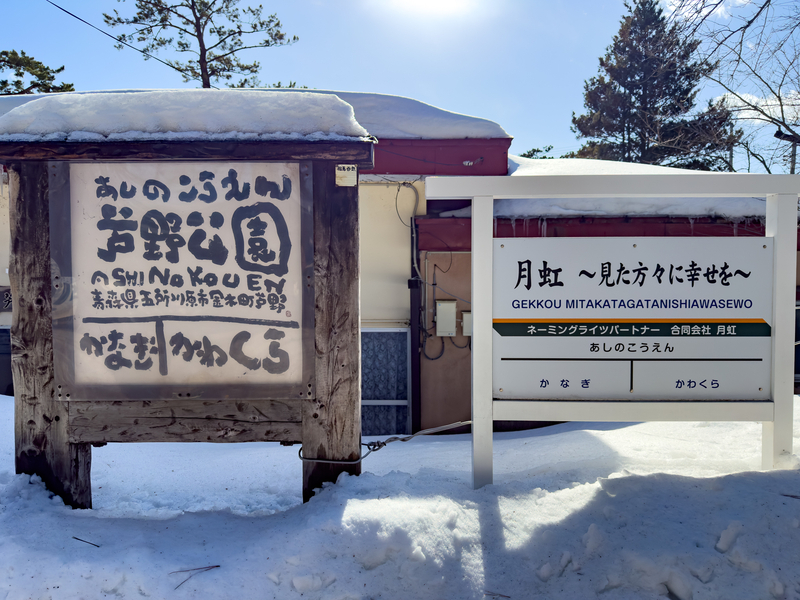 あしのこうえん
芦野公園
ASHINOKOUEN
青森県五所川原市金木町芦野
かなぎ
かわくら
月虹 ～見た方々に幸せを～
GEKKOU MITAKATAGATANISHIAWASEWO
ネーミングライツパートナー 合同会社 月虹
あしのこうえん
かなぎ
かわくら